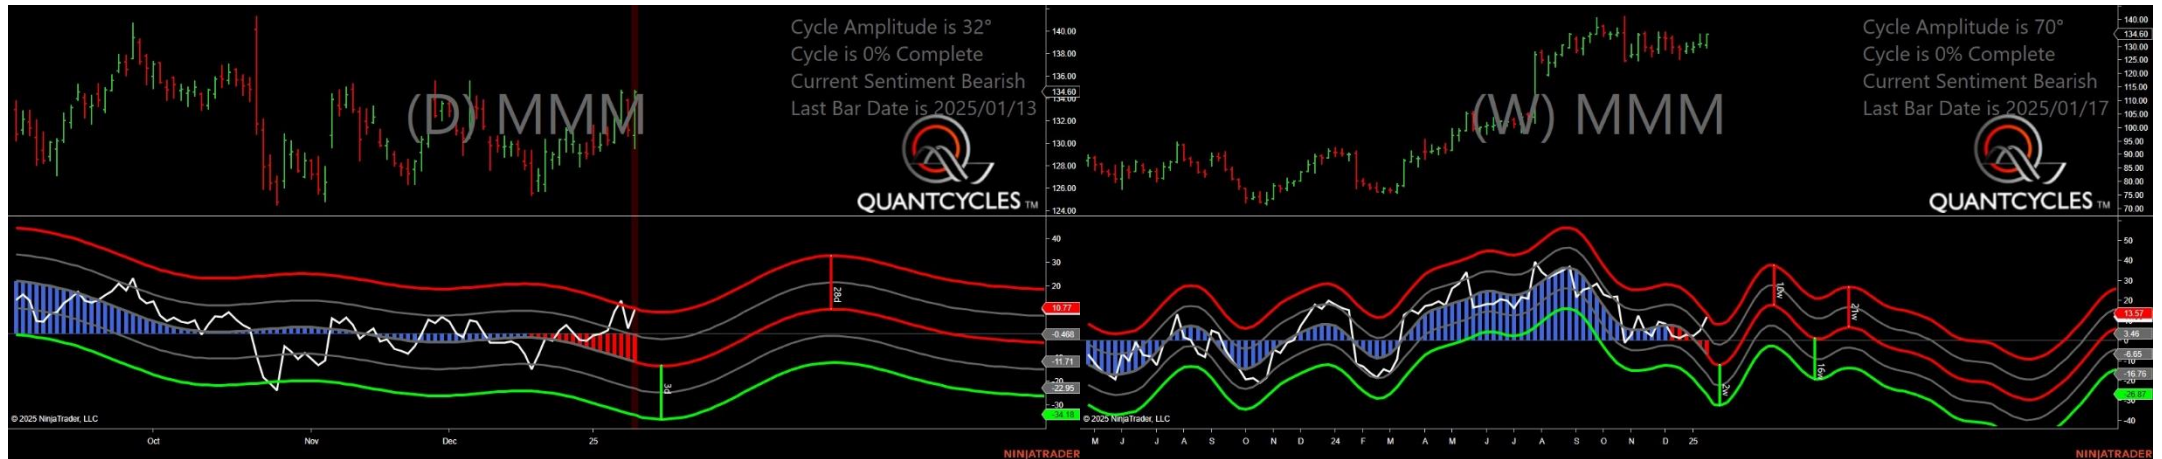 Cycle Amplitude is 32°
Cycle is 0% Complete
Current Sentiment Bearish
Last Bar Date is 2025/01/13
(D) MMM
QUANTCYCLES TM
140.00
138.00
136.00
134.60
134.00
132.00
130.00
128.00
126.00
124.00
40
30
20
10.77
-0.468
-11.71
-22.95
-30
-34.18
28d
3d
© 2025 NinjaTrader, LLC
Oct Nov Dec 25
NINJATRADER
Cycle Amplitude is 70°
Cycle is 0% Complete
Current Sentiment Bearish
Last Bar Date is 2025/01/17
(W) MMM
QUANTCYCLES TM
140.00
134.60
130.00
125.00
120.00
115.00
110.00
105.00
100.00
95.00
90.00
85.00
80.00
75.00
70.00
50
40
30
20
13.57
3.46
-6.65
-16.76
-20
-26.87
-40
10w
21w
16w
2w
© 2025 NinjaTrader, LLC
M J J A S O N D 24 F M A M J J A S O N D 25
NINJATRADER